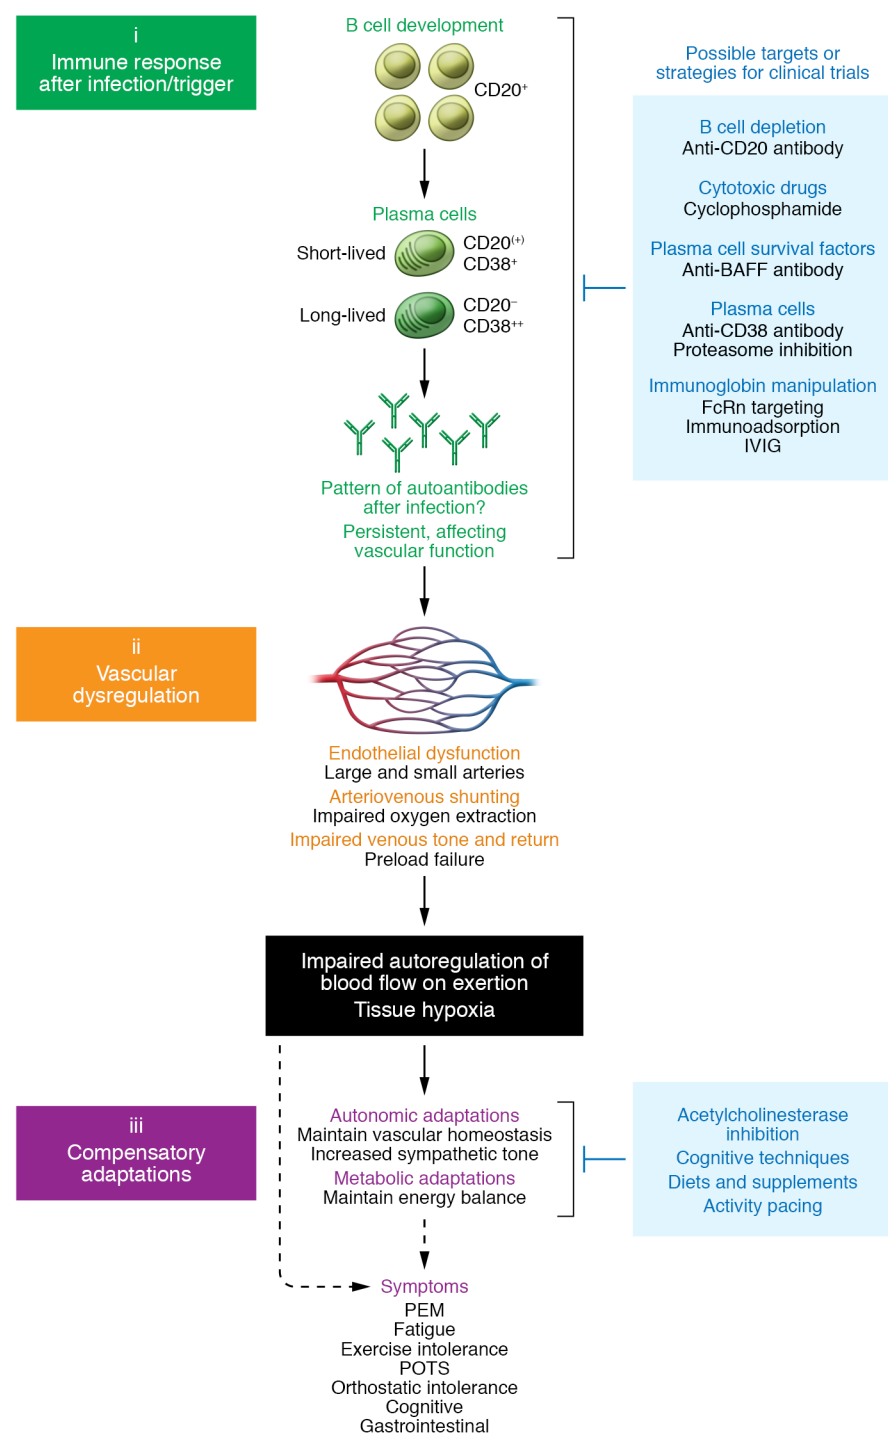 i
Immune response
after infection/trigger
B cell development
CD20⁺
Plasma cells
Short-lived
CD20⁽⁺⁾
CD38⁺
Long-lived
CD20⁻
CD38⁺⁺
Pattern of autoantibodies
after infection?
Persistent, affecting
vascular function
Possible targets or
strategies for clinical trials
B cell depletion
Anti-CD20 antibody
Cytotoxic drugs
Cyclophosphamide
Plasma cell survival factors
Anti-BAFF antibody
Plasma cells
Anti-CD38 antibody
Proteasome inhibition
Immunoglobin manipulation
FcRn targeting
Immunoadsorption
IVIG
ii
Vascular
dysregulation
Endothelial dysfunction
Large and small arteries
Arteriovenous shunting
Impaired oxygen extraction
Impaired venous tone and return
Preload failure
Impaired autoregulation of
blood flow on exertion
Tissue hypoxia
iii
Compensatory
adaptations
Autonomic adaptations
Maintain vascular homeostasis
Increased sympathetic tone
Metabolic adaptations
Maintain energy balance
Acetylcholinesterase
inhibition
Cognitive techniques
Diets and supplements
Activity pacing
Symptoms
PEM
Fatigue
Exercise intolerance
POTS
Orthostatic intolerance
Cognitive
Gastrointestinal